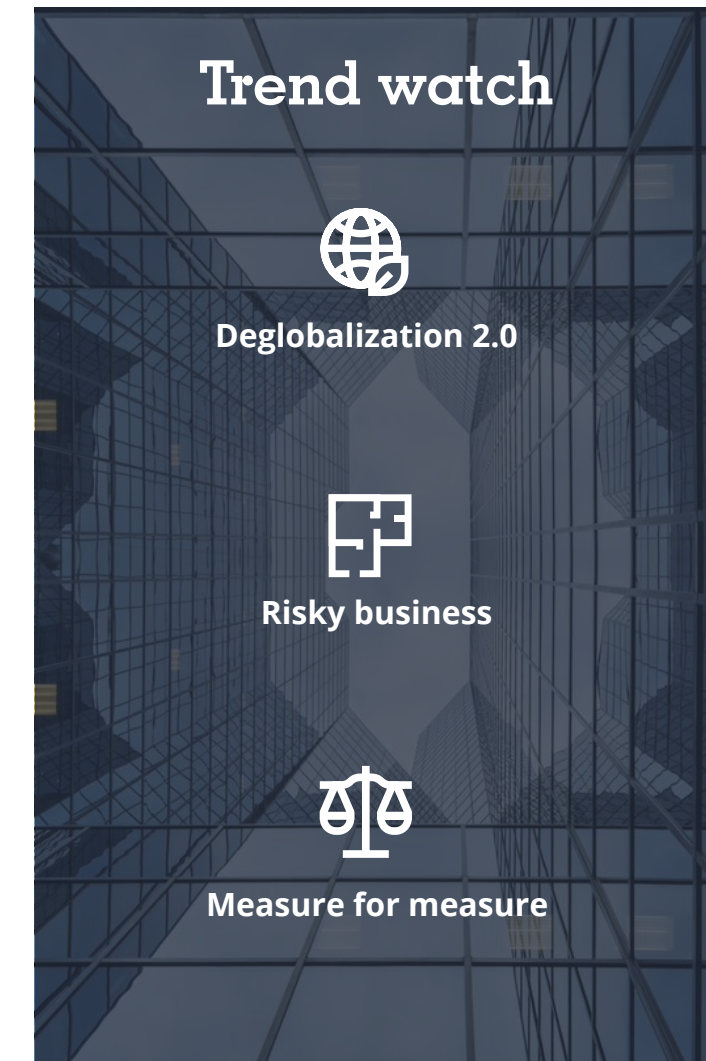 Trend watch
Deglobalization 2.0
Risky business
Measure for measure